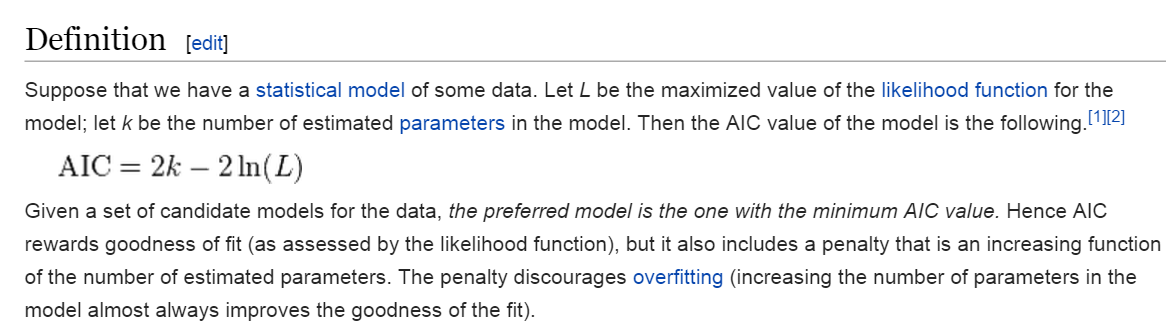 Definition [edit]
Suppose that we have a statistical model of some data. Let L be the maximized value of the likelihood function for the
model; let k be the number of estimated parameters in the model. Then the AIC value of the model is the following.[1][2]
AIC = 2k − 2 ln(L)
Given a set of candidate models for the data, the preferred model is the one with the minimum AIC value. Hence AIC
rewards goodness of fit (as assessed by the likelihood function), but it also includes a penalty that is an increasing function
of the number of estimated parameters. The penalty discourages overfitting (increasing the number of parameters in the
model almost always improves the goodness of the fit).